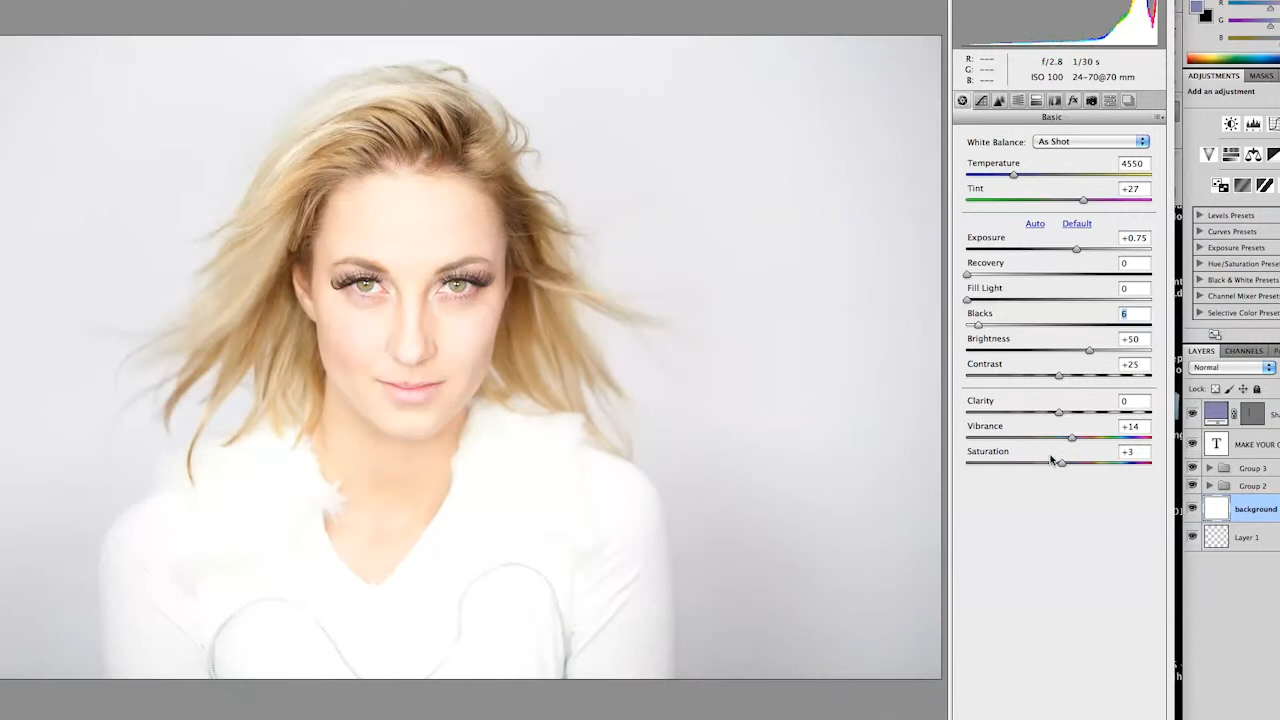 R: ---
G: ---
B: ---
f/2.8 1/30 s
ISO 100 24-70@70 mm
Basic
White Balance: As Shot
Temperature 4550
Tint +27
Auto Default
Exposure +0.75
Recovery 0
Fill Light 0
Blacks 6
Brightness +50
Contrast +25
Clarity 0
Vibrance +14
Saturation +3
R
G
B
ADJUSTMENTS MASKS
Add an adjustment
Levels Presets
Curves Presets
Exposure Presets
Hue/Saturation Prese
Black & White Presets
Channel Mixer Preset
Selective Color Preset
LAYERS CHANNELS P
Normal
Lock:
Sh
T MAKE YOUR C
Group 3
Group 2
background
Layer 1